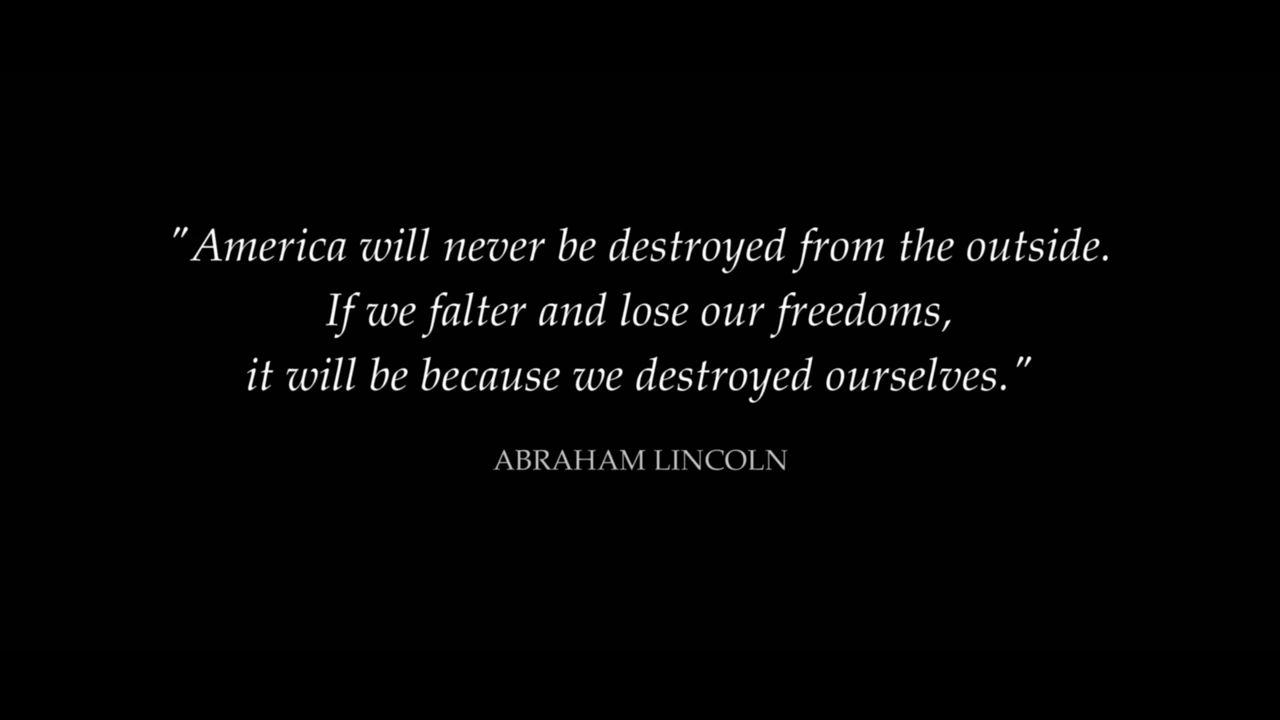 "America will never be destroyed from the outside.
If we falter and lose our freedoms,
it will be because we destroyed ourselves."
ABRAHAM LINCOLN